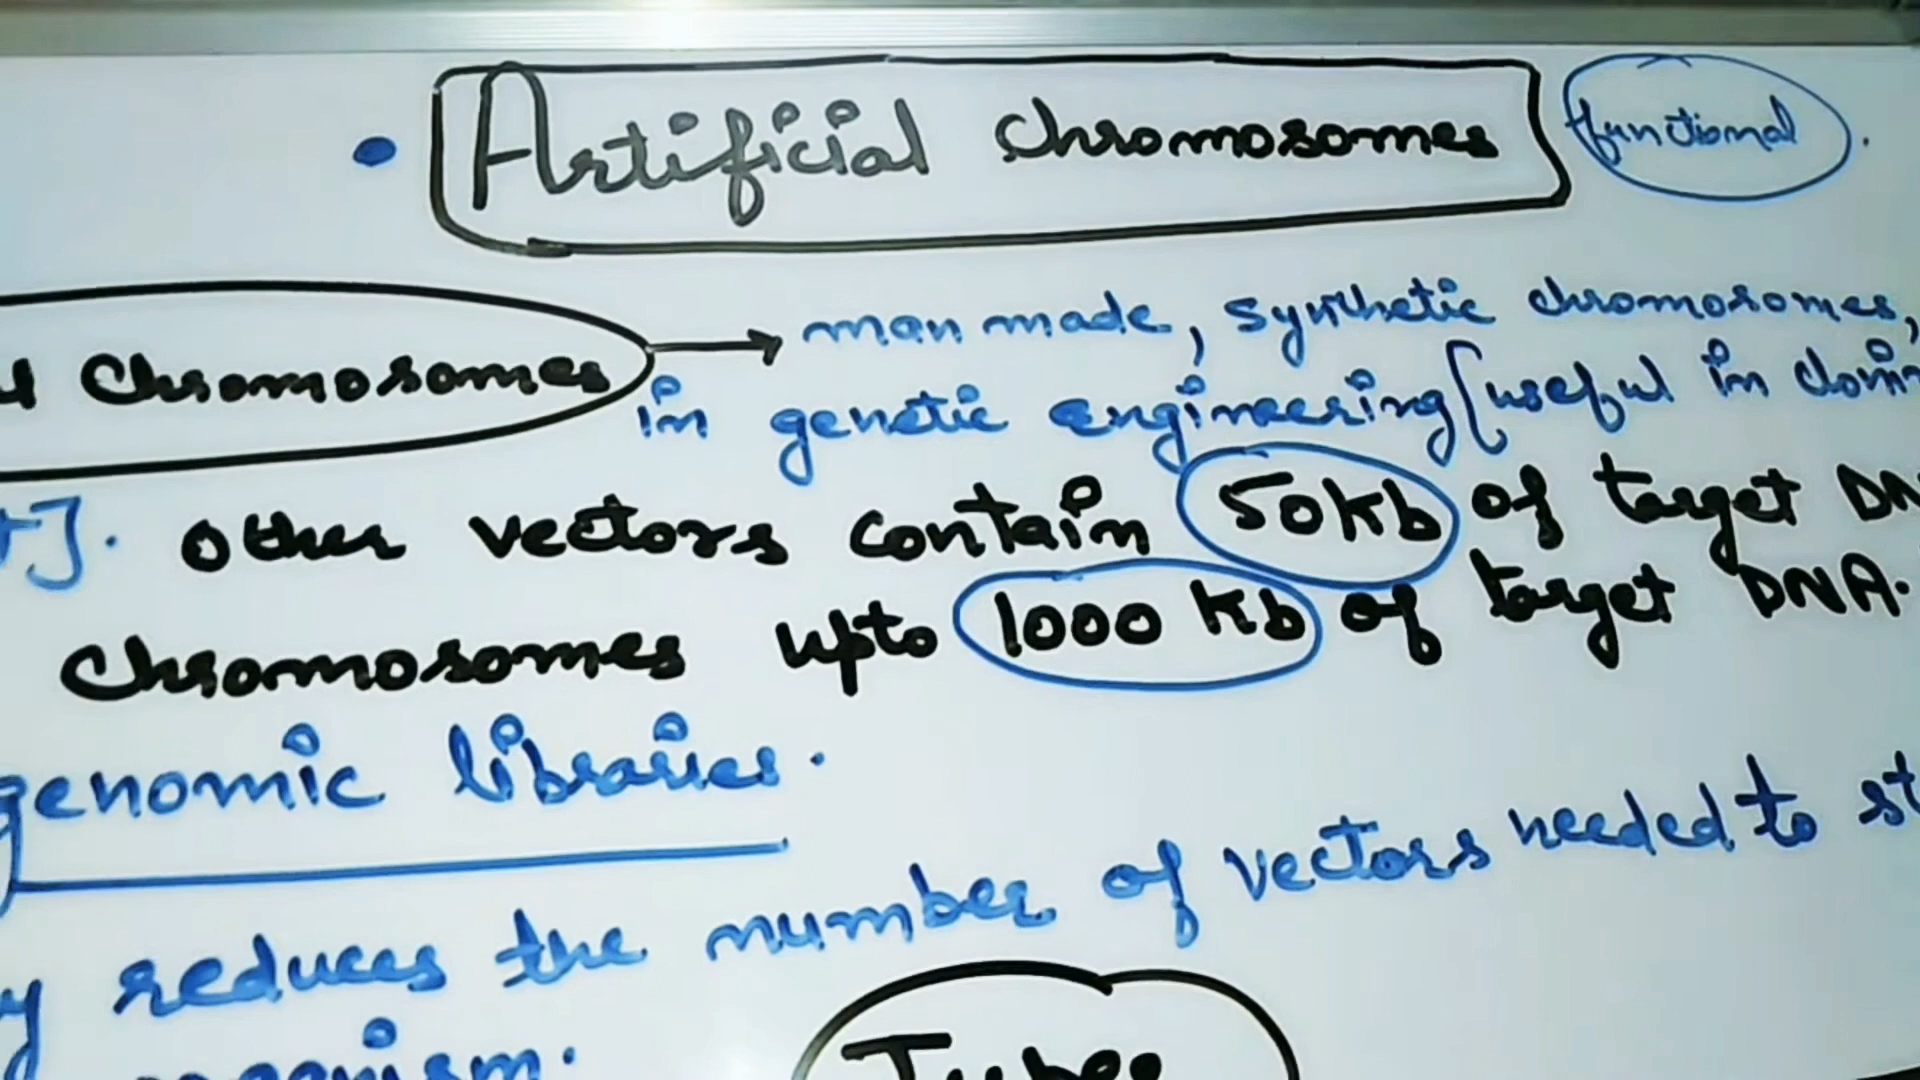 • Artificial Chromosomes functional.
Chromosomes → man made, synthetic chromosomes,
in genetic engineering [useful in
]. Other vectors contain 50Kb of target
Chromosomes upto 1000 Kb of target DNA.
genomic libraries.
reduces the number of vectors needed to
Types